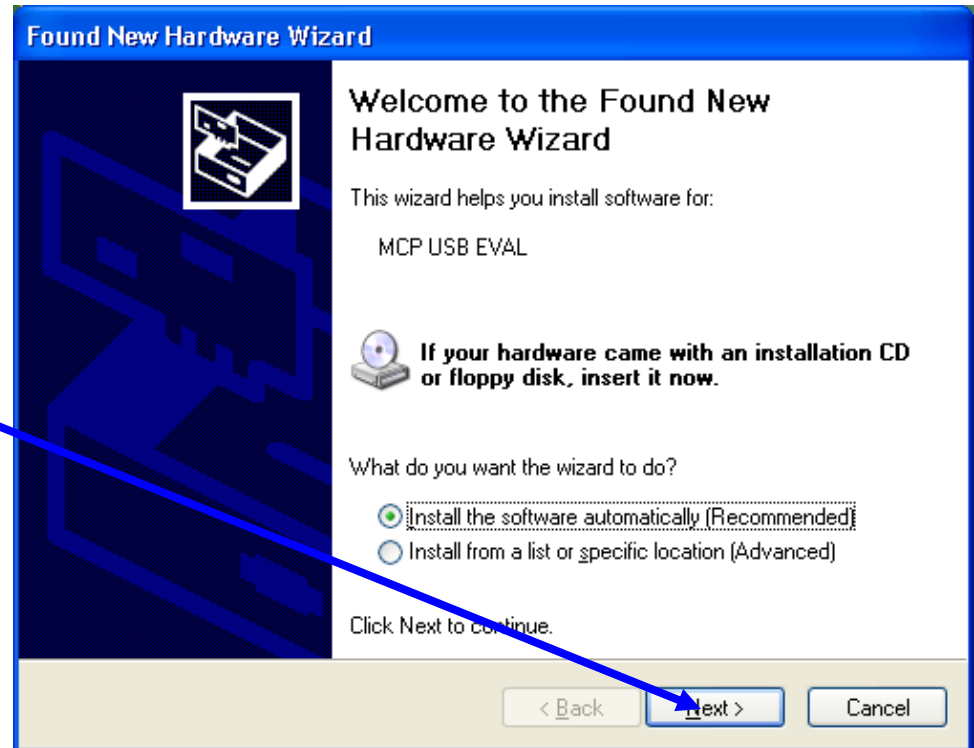 Found New Hardware Wizard
Welcome to the Found New
Hardware Wizard
This wizard helps you install software for:
MCP USB EVAL
If your hardware came with an installation CD
or floppy disk, insert it now.
What do you want the wizard to do?
Install the software automatically (Recommended)
Install from a list or specific location (Advanced)
Click Next to continue.
< Back Next > Cancel